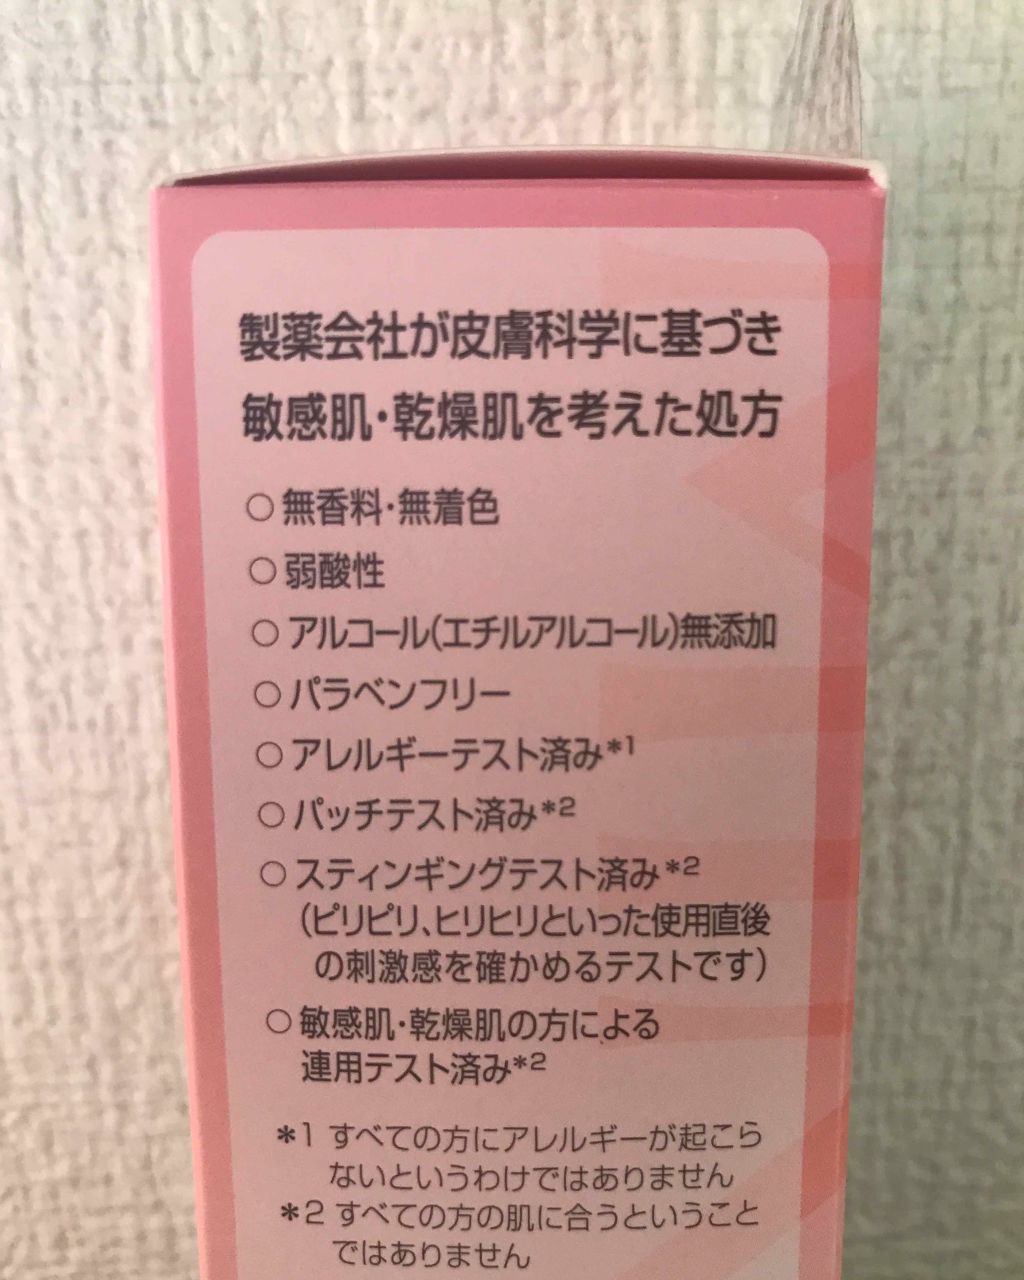 製薬会社が皮膚科学に基づき
敏感肌・乾燥肌を考えた処方
○ 無香料・無着色
○ 弱酸性
○ アルコール(エチルアルコール)無添加
○ パラベンフリー
○ アレルギーテスト済み*1
○ パッチテスト済み*2
○ スティンギングテスト済み*2
(ピリピリ、ヒリヒリといった使用直後
の刺激感を確かめるテストです)
○ 敏感肌・乾燥肌の方による
連用テスト済み*2
*1 すべての方にアレルギーが起こら
ないというわけではありません
*2 すべての方の肌に合うということ
ではありません